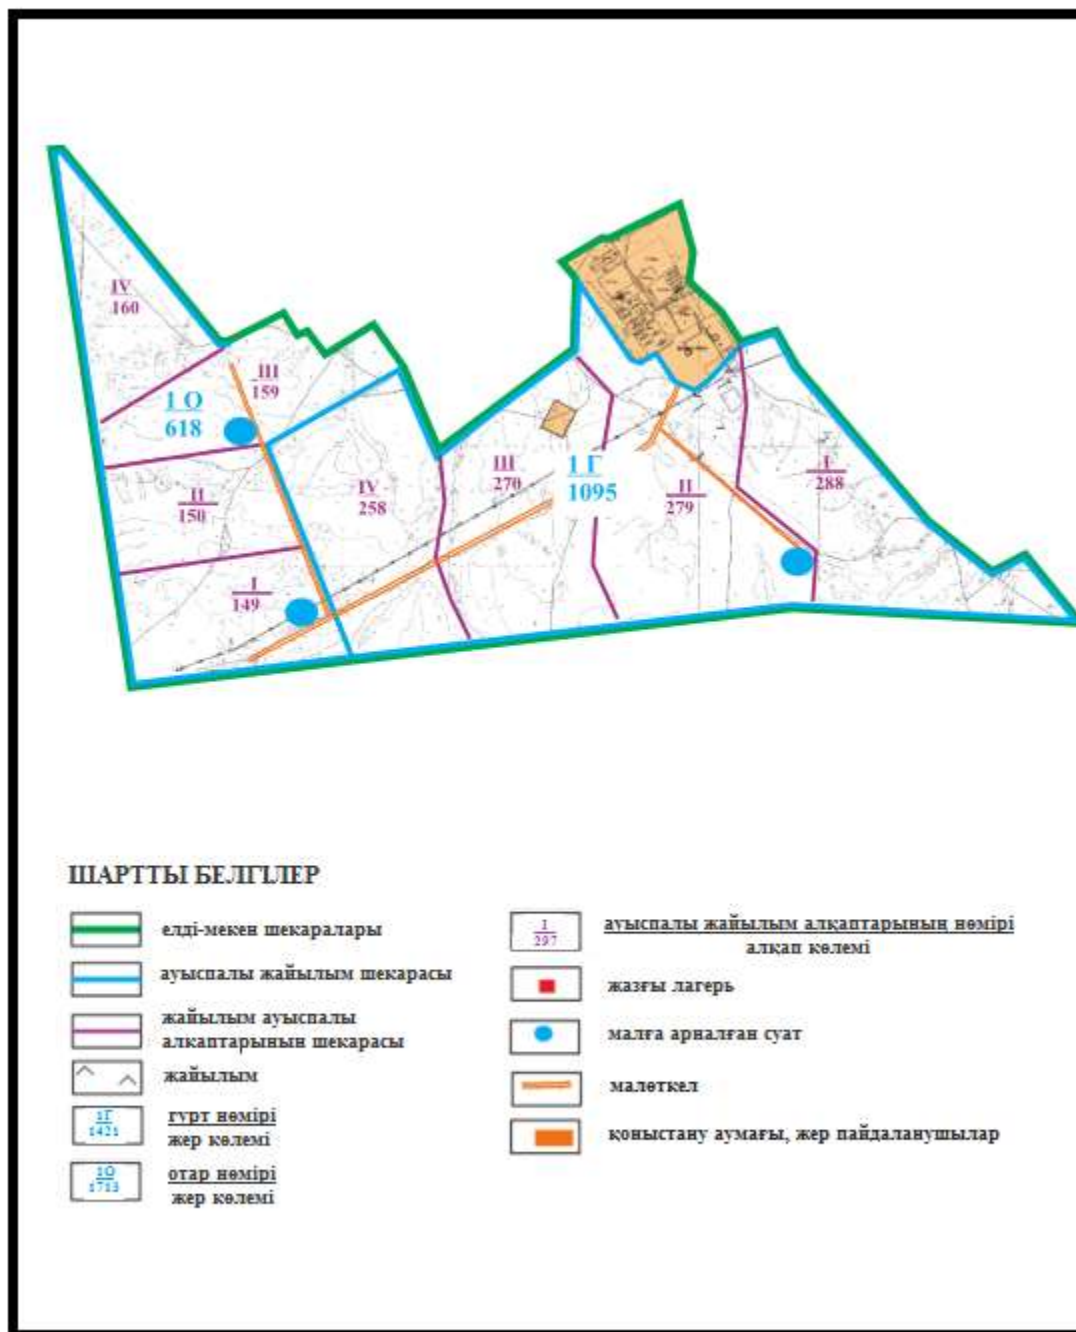 IV
160
III
159
1 О
618
II
150
IV
258
I
149
III
270
1 Г
1095
II
279
I
288
ШАРТТЫ БЕЛГІЛЕР
елді-мекен шекаралары
ауыспалы жайылым шекарасы
жайылым ауыспалы
алқаптарының шекарасы
жайылым
1Г
1421
гурт нөмірі
жер көлемі
1О
1713
отар нөмірі
жер көлемі
I
297
ауыспалы жайылым алқаптарының нөмірі
алқап көлемі
жазғы лагерь
малға арналған суат
малөткел
қоныстану аумағы, жер пайдаланушылар